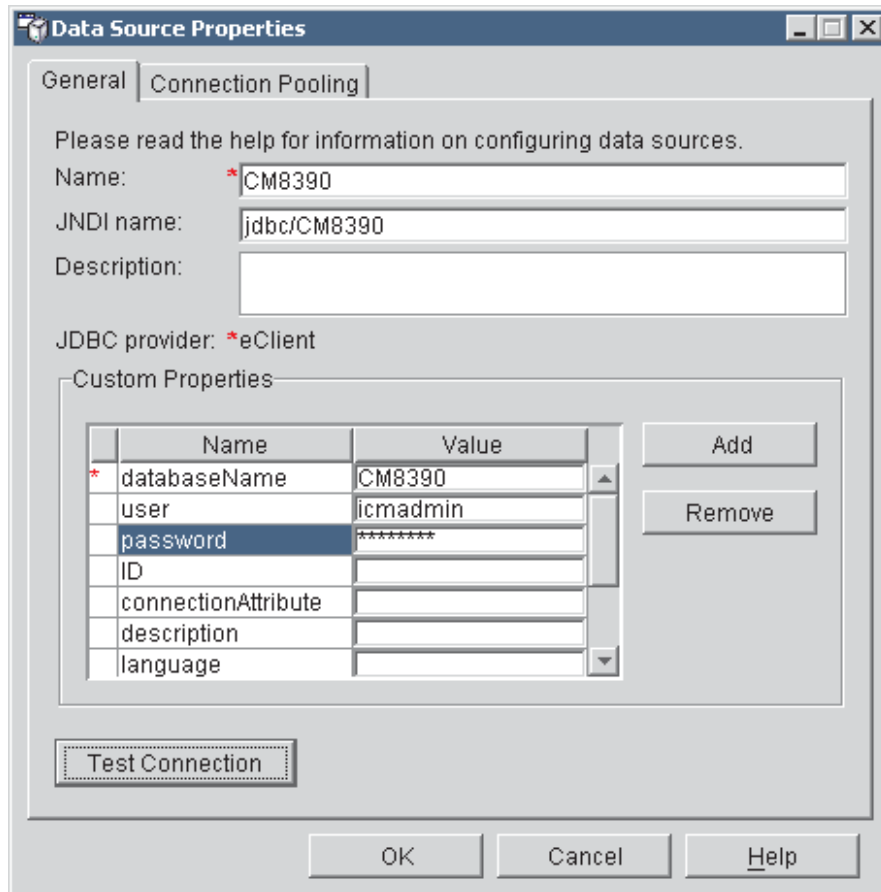 Data Source Properties
General Connection Pooling
Please read the help for information on configuring data sources.
Name: *CM8390
JNDI name: jdbc/CM8390
Description:
JDBC provider: *eClient
Custom Properties
Name Value
* databaseName CM8390
user icmadmin
password ********
ID
connectionAttribute
description
language
Add
Remove
Test Connection
OK Cancel Help